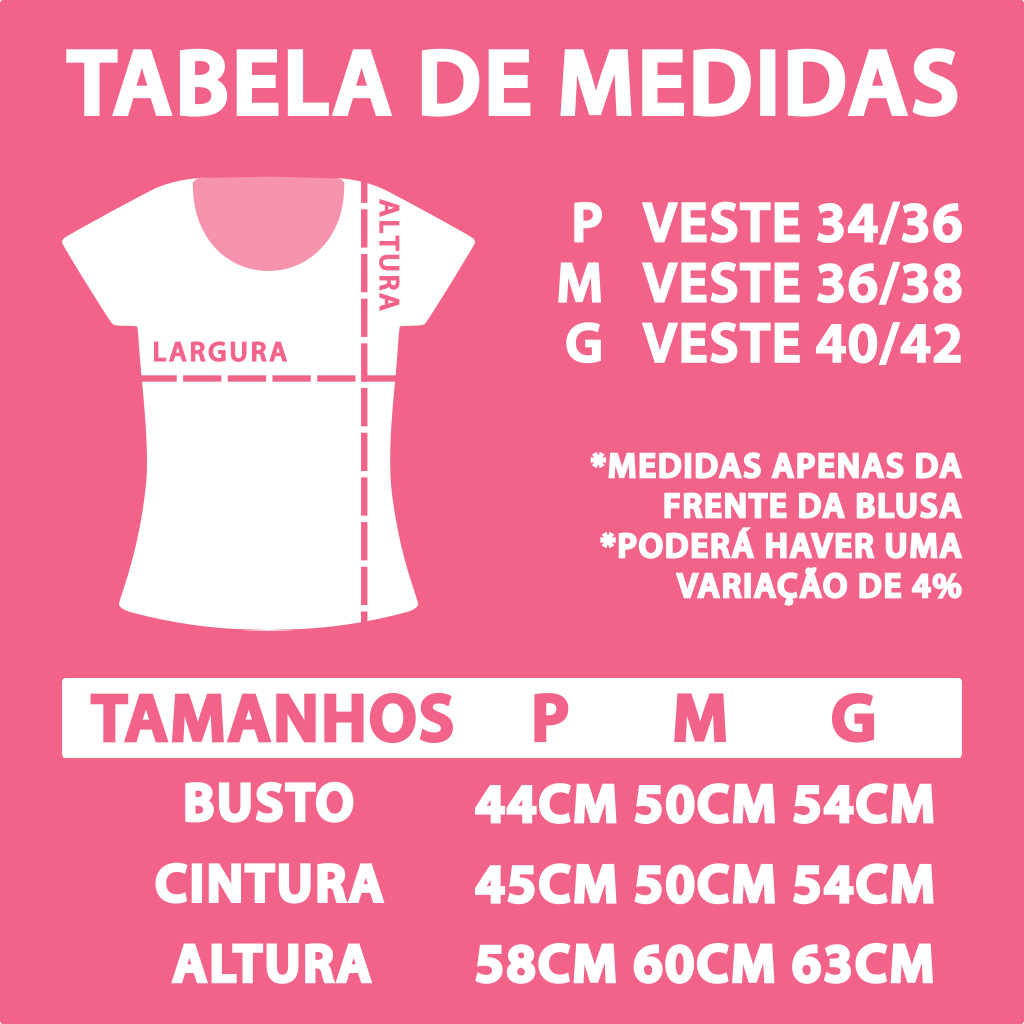 TABELA DE MEDIDAS
ALTURA
LARGURA
P VESTE 34/36
M VESTE 36/38
G VESTE 40/42
*MEDIDAS APENAS DA
FRENTE DA BLUSA
*PODERÁ HAVER UMA
VARIAÇÃO DE 4%
TAMANHOS P M G
BUSTO 44CM 50CM 54CM
CINTURA 45CM 50CM 54CM
ALTURA 58CM 60CM 63CM